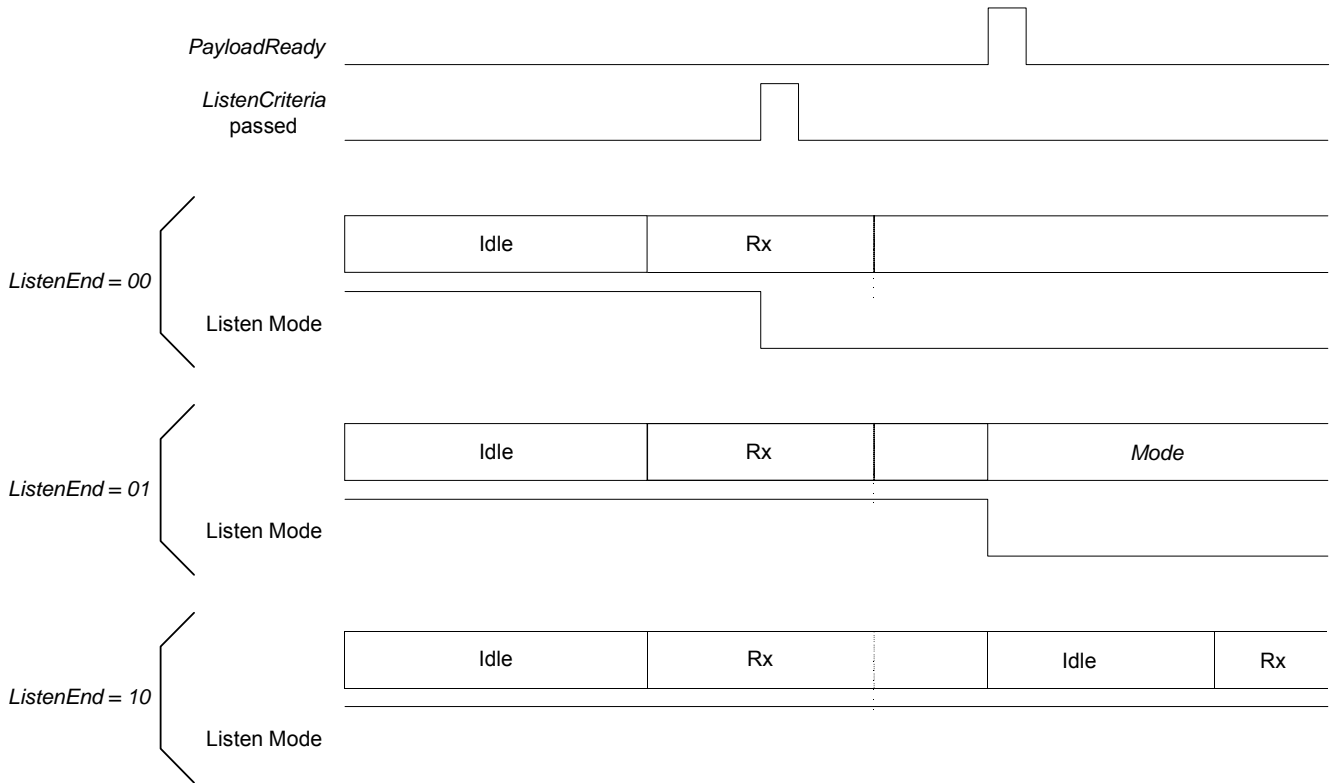 PayloadReady
ListenCriteria
passed
Idle
Rx
ListenEnd = 00
Listen Mode
Idle
Rx
Mode
ListenEnd = 01
Listen Mode
Idle
Rx
Idle
Rx
ListenEnd = 10
Listen Mode